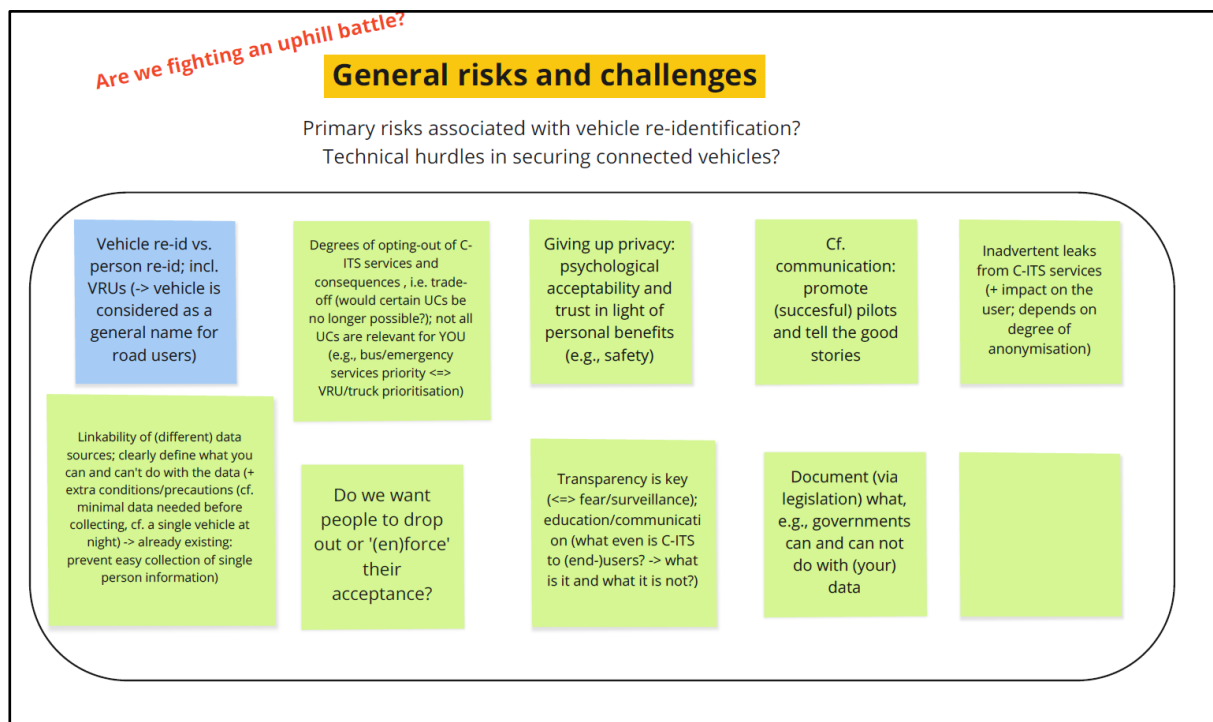 Are we fighting an uphill battle?
General risks and challenges
Primary risks associated with vehicle re-identification?
Technical hurdles in securing connected vehicles?
Vehicle re-id vs.
person re-id; incl.
VRUs (-> vehicle is
considered as a
general name for
road users)
Degrees of opting-out of C-
ITS services and
consequences , i.e. trade-
off (would certain UCs be
no longer possible?); not all
UCs are relevant for YOU
(e.g., bus/emergency
services priority <=>
VRU/truck prioritisation)
Giving up privacy:
psychological
acceptability and
trust in light of
personal benefits
(e.g., safety)
Cf.
communication:
promote
(succesful) pilots
and tell the good
stories
Inadvertent leaks
from C-ITS services
(+ impact on the
user; depends on
degree of
anonymisation)
Linkability of (different) data
sources; clearly define what you
can and can't do with the data (+
extra conditions/precautions (cf.
minimal data needed before
collecting, cf. a single vehicle at
night) -> already existing:
prevent easy collection of single
person information)
Do we want
people to drop
out or '(en)force'
their
acceptance?
Transparency is key
(<=> fear/surveillance);
education/communicati
on (what even is C-ITS
to (end-)users? -> what
is it and what it is not?)
Document (via
legislation) what,
e.g., governments
can and can not
do with (your)
data